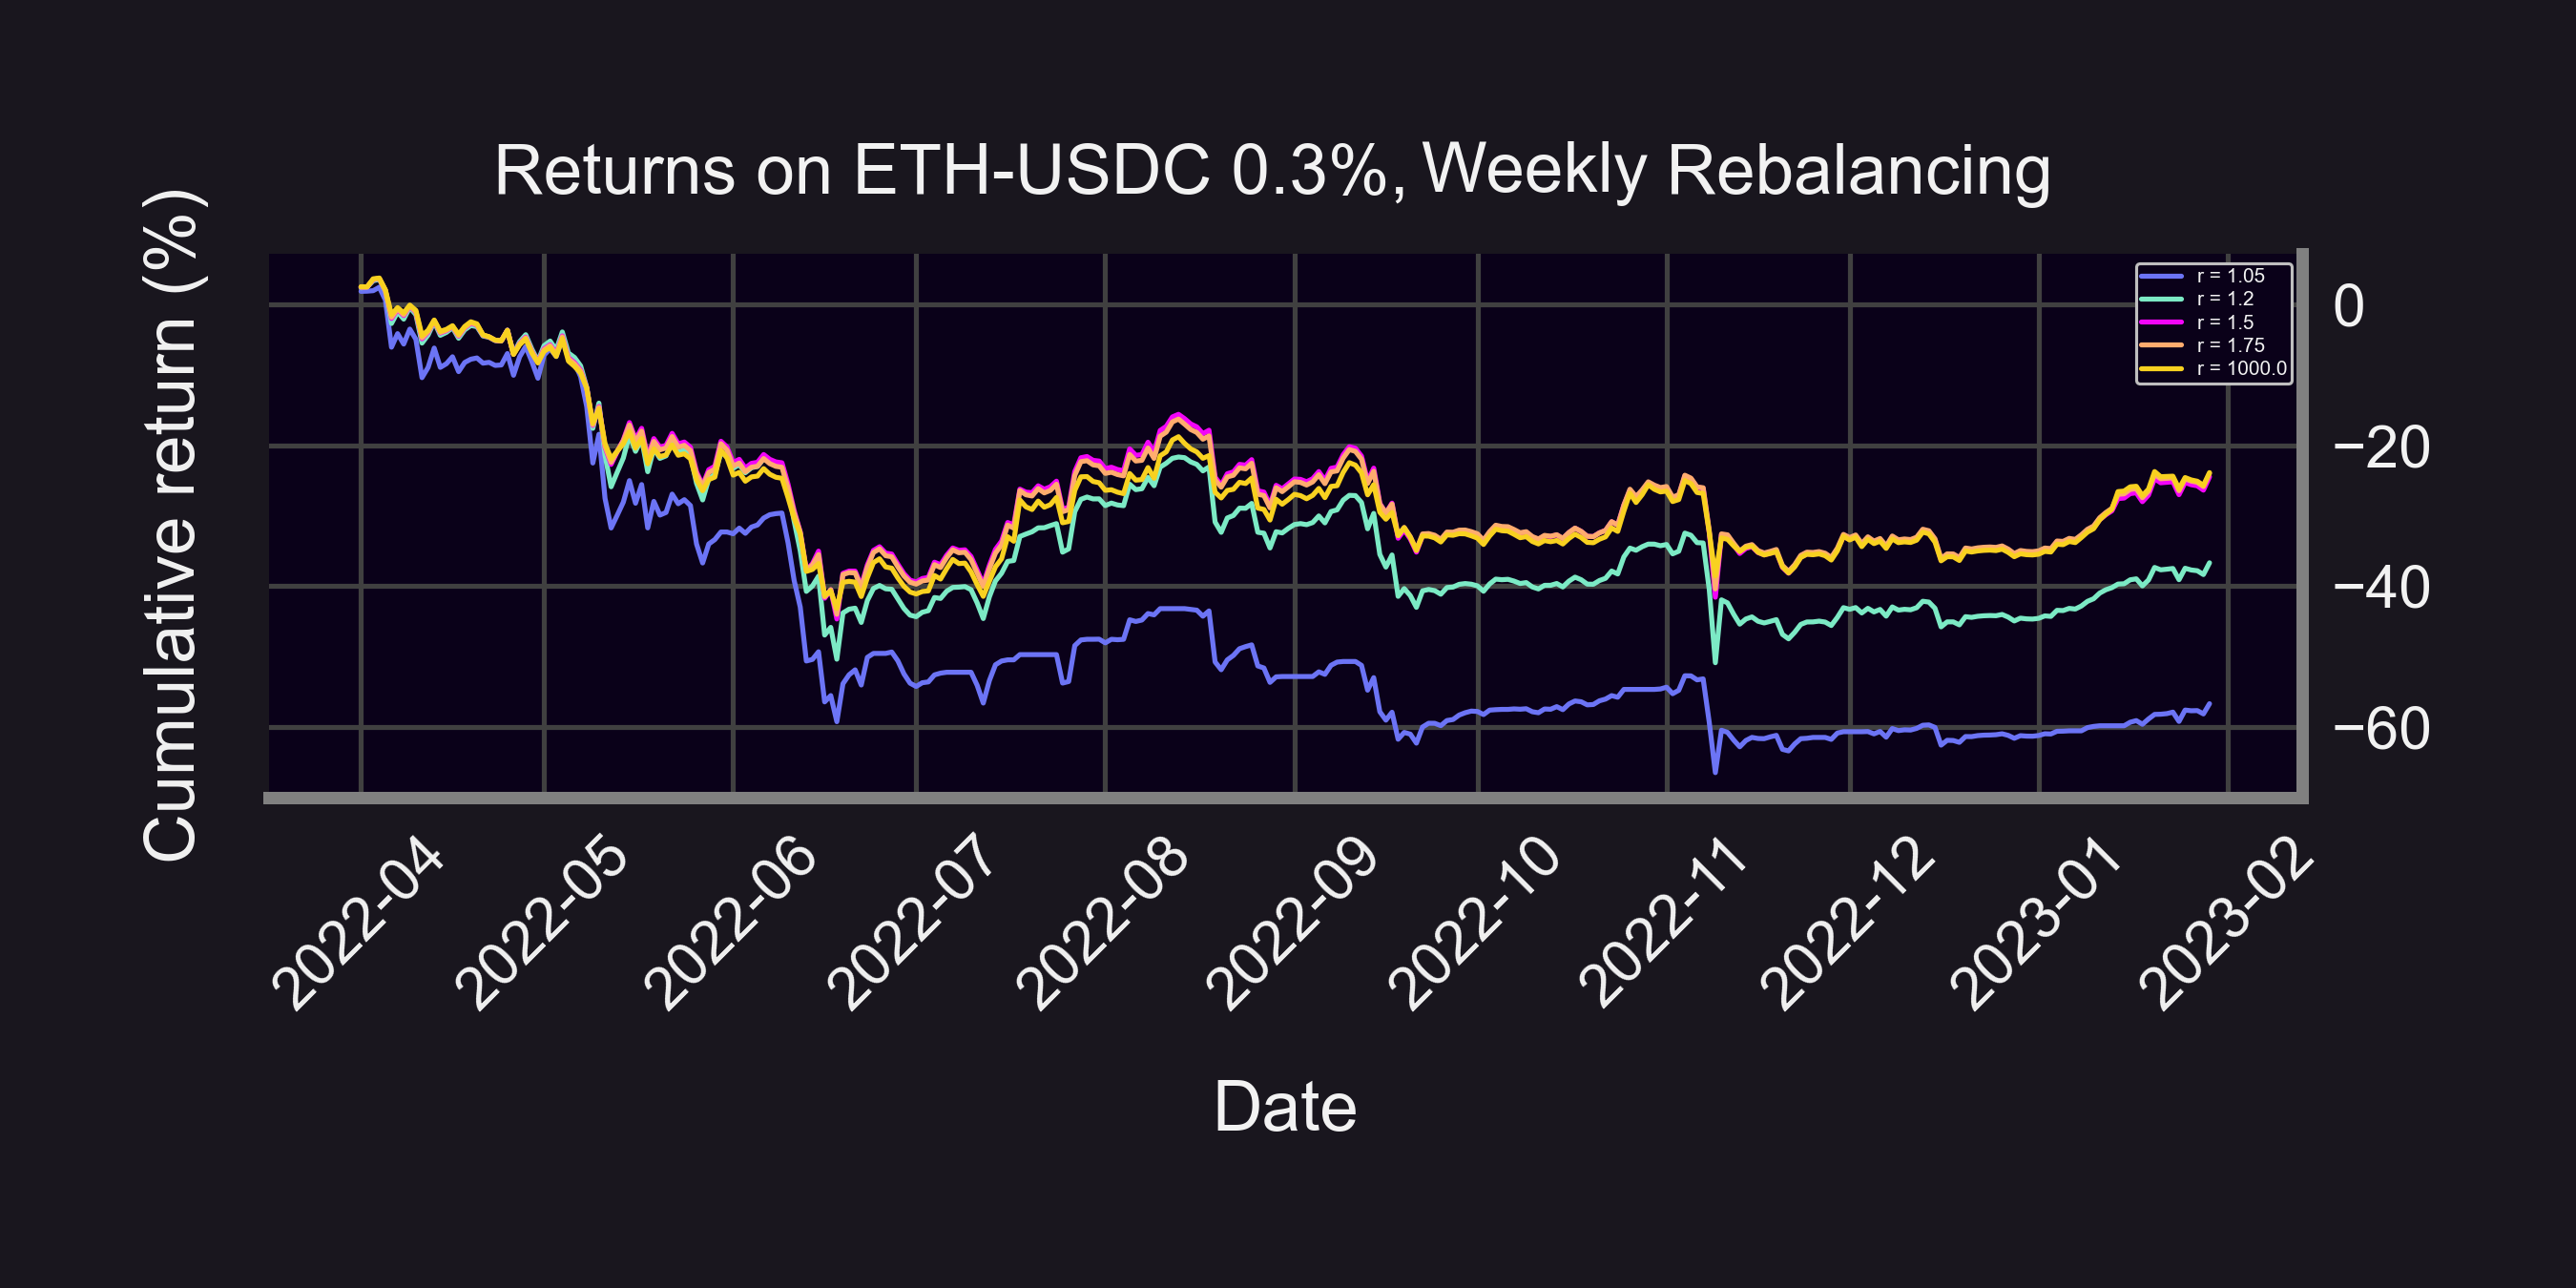 Returns on ETH-USDC 0.3%, Weekly Rebalancing
Cumulative return (%)
r = 1.05
r = 1.2
r = 1.5
r = 1.75
r = 1000.0
0
−20
−40
−60
2022-04
2022-05
2022-06
2022-07
2022-08
2022-09
2022-10
2022-11
2022-12
2023-01
2023-02
Date